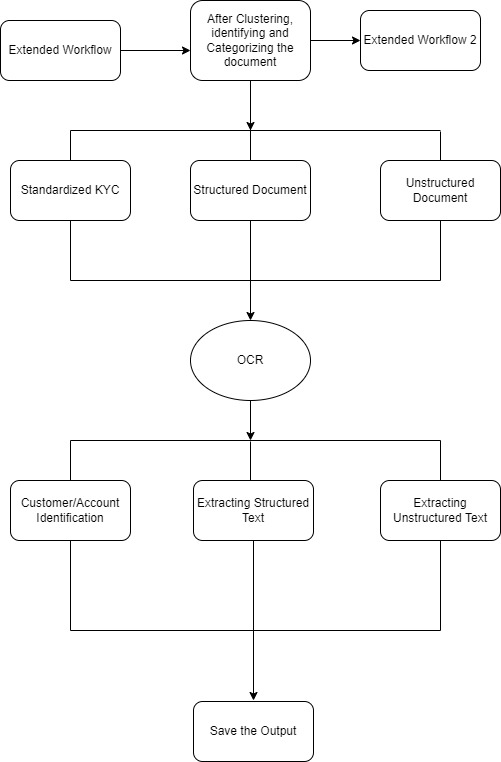 Extended Workflow
After Clustering,
identifying and
Categorizing the
document
Extended Workflow 2
Standardized KYC
Structured Document
Unstructured
Document
OCR
Customer/Account
Identification
Extracting Structured
Text
Extracting
Unstructured Text
Save the Output